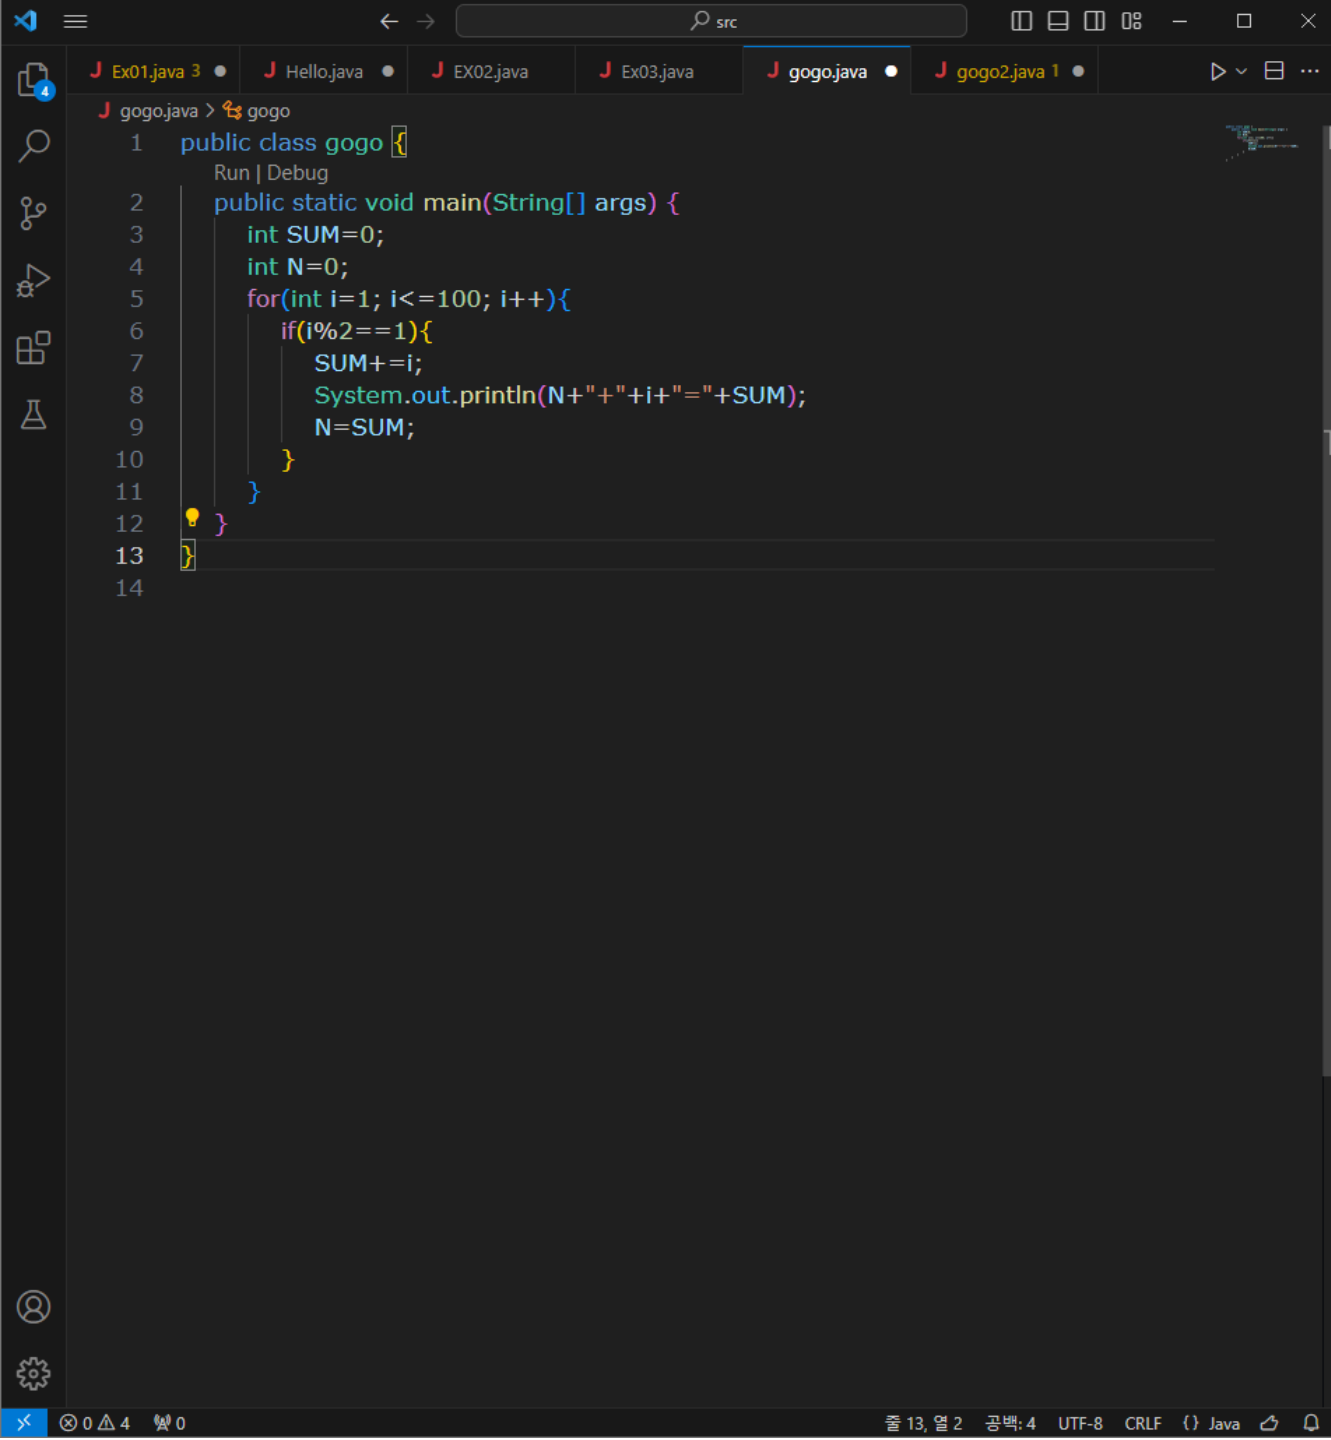 src
Ex01.java 3
Hello.java
EX02.java
Ex03.java
gogo.java
gogo2.java 1
4
gogo.java > gogo
1 public class gogo {
Run | Debug
2 public static void main(String[] args) {
3 int SUM=0;
4 int N=0;
5 for(int i=1; i<=100; i++){
6 if(i%2==1){
7 SUM+=i;
8 System.out.println(N+"+"+i+"="+SUM);
9 N=SUM;
10 }
11 }
12 }
13 }
14
0 4 0 줄 13, 열 2 공백: 4 UTF-8 CRLF {} Java